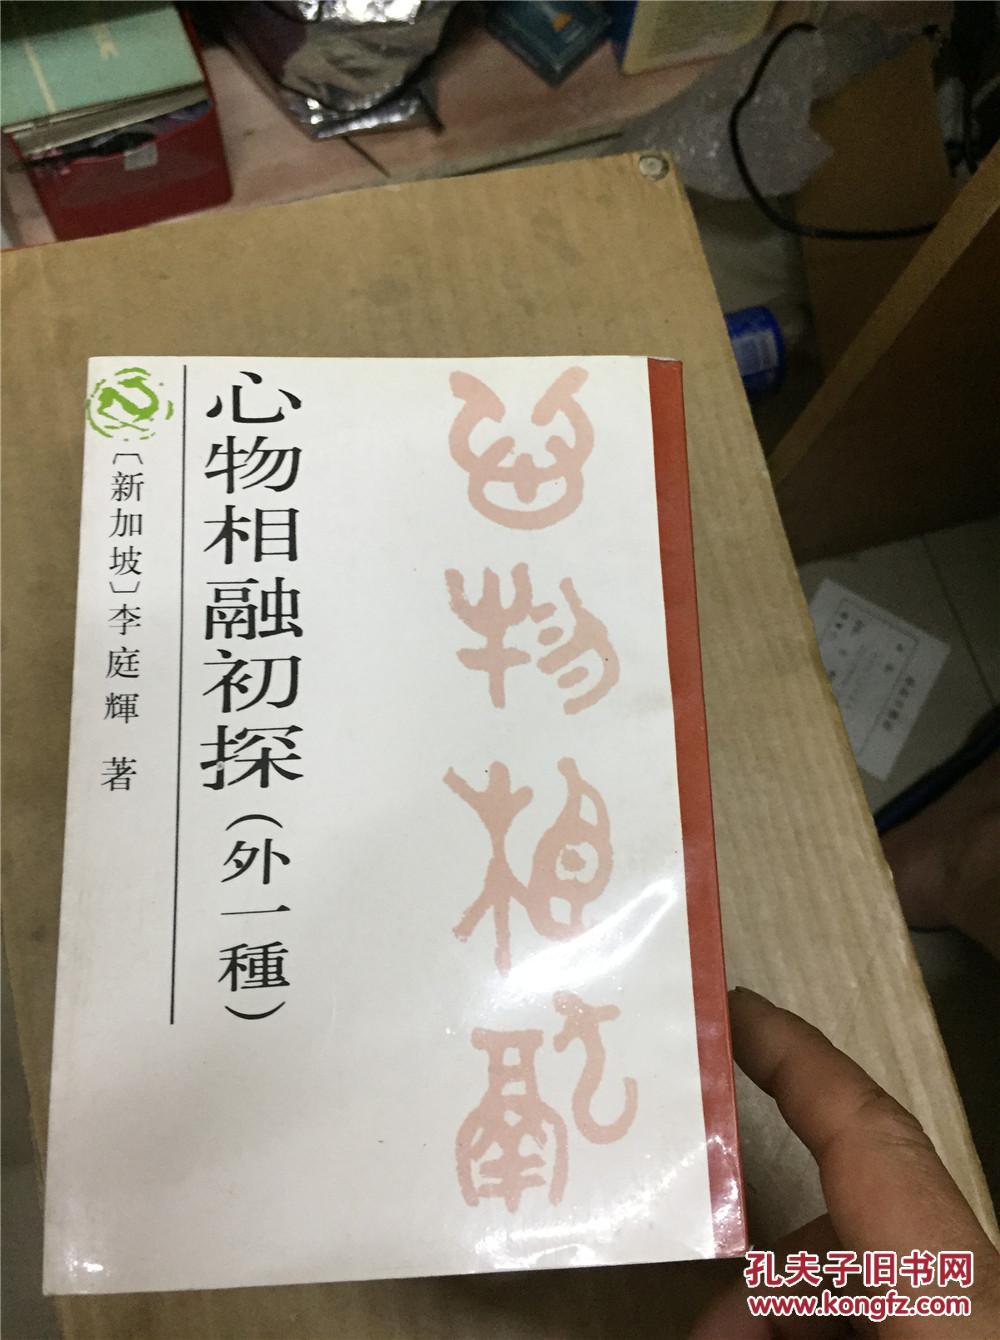 心物相融初探(外一種)
〔新加坡〕李庭輝 著
心物相融
孔夫子旧书网
www.kongfz.com